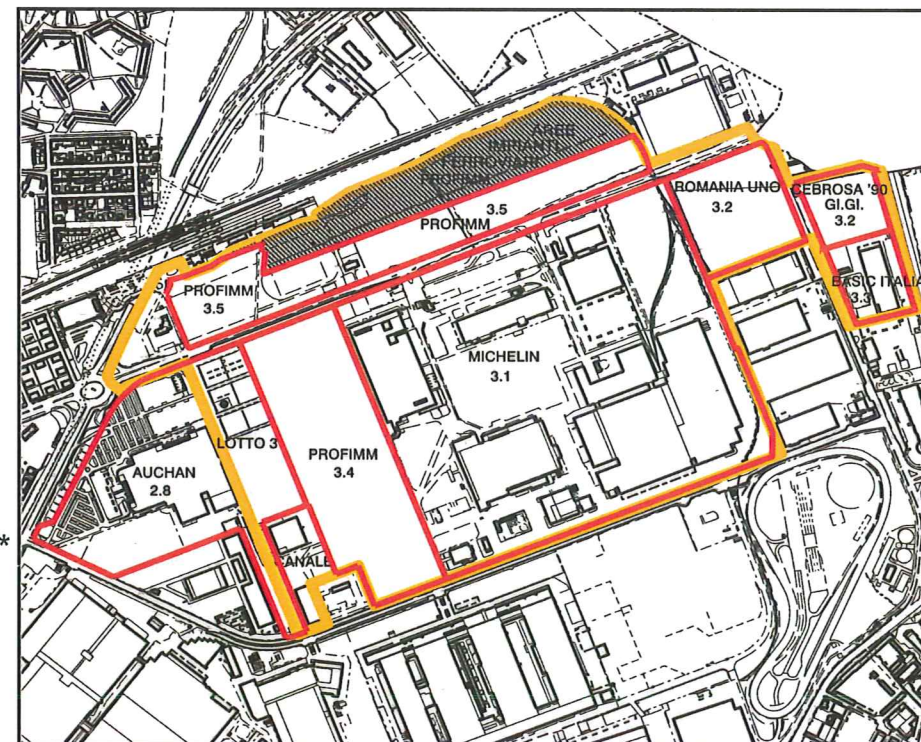 AREE
IMPIANTI
FERROVIARI
PROFIMM
3.5
PROFIMM
ROMANIA UNO
3.2
CEBROSA '90
GI.GI.
3.2
BASIC ITALIA
3.3
PROFIMM
3.5
MICHELIN
3.1
LOTTO 3
PROFIMM
3.4
AUCHAN
2.8
CANALE
*